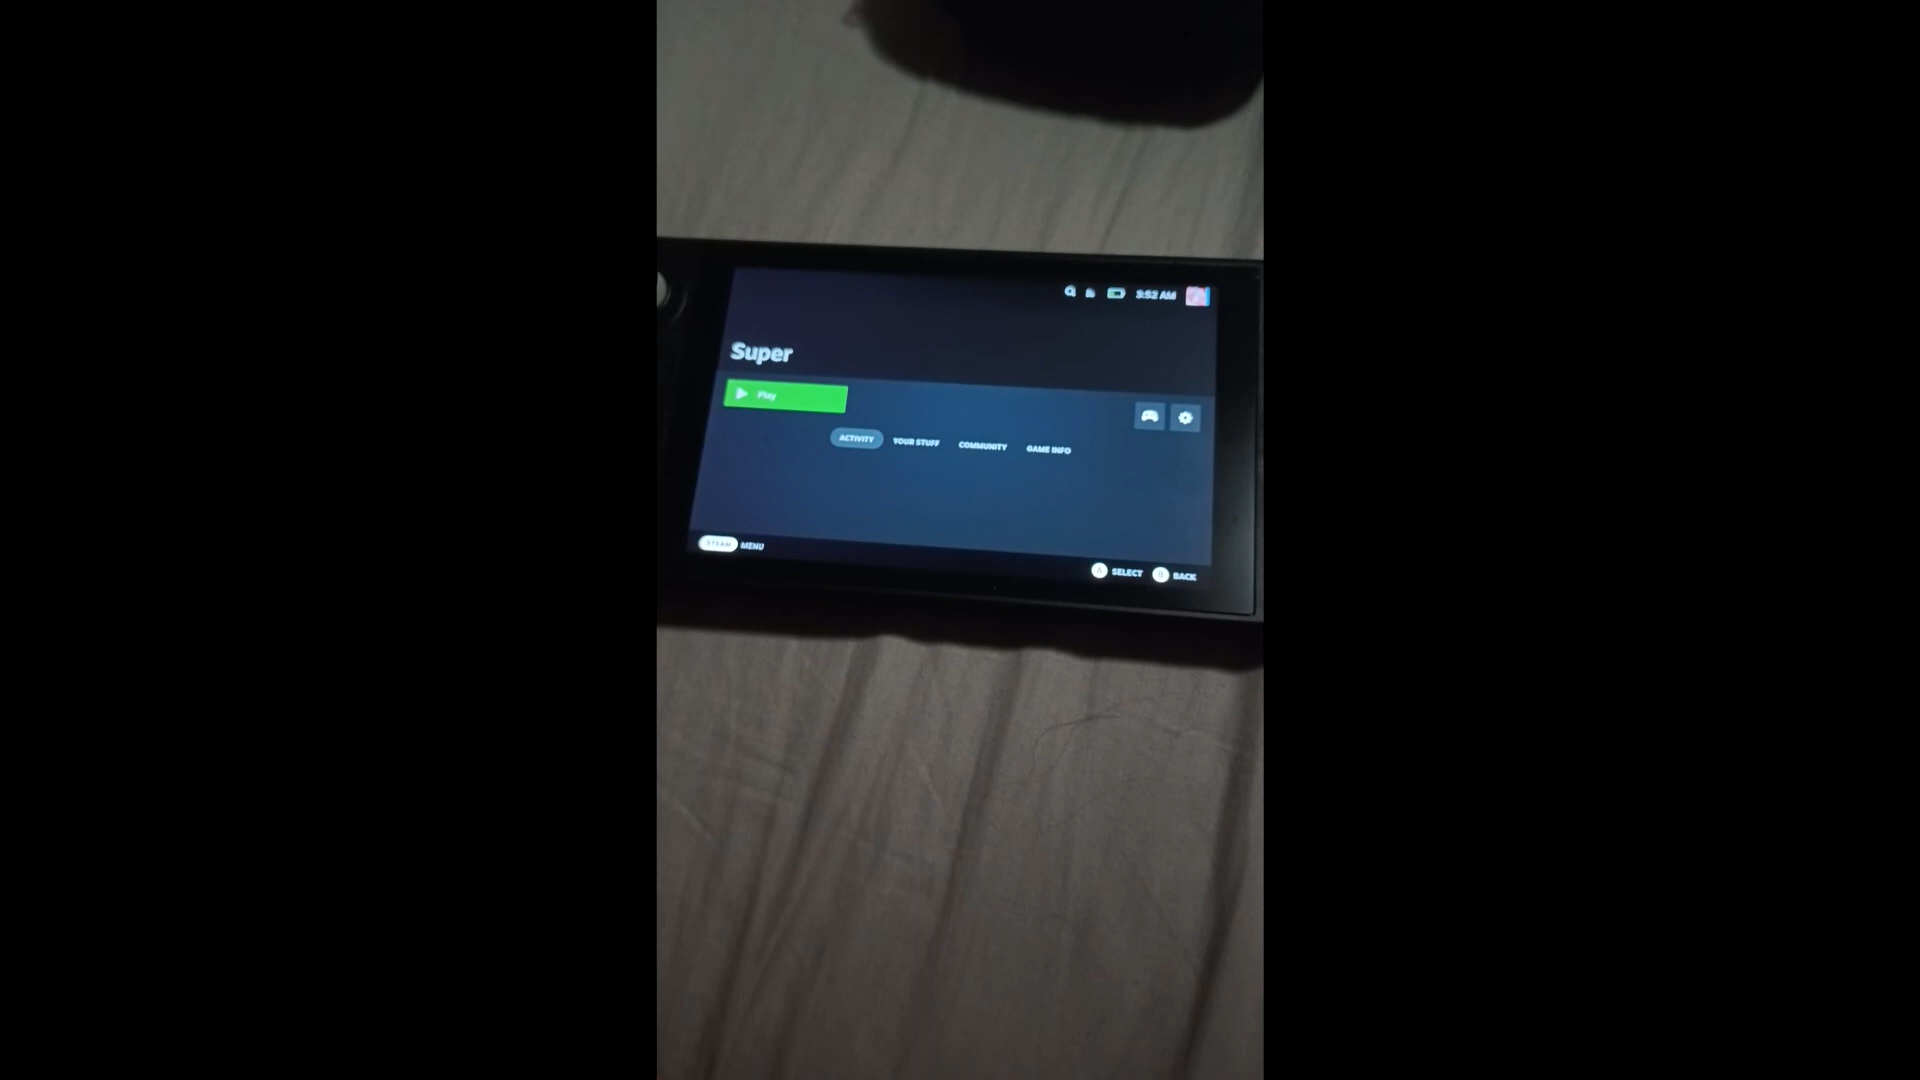 3:52 AM
Super
Play
ACTIVITY YOUR STUFF COMMUNITY GAME INFO
STEAM MENU
A SELECT B BACK